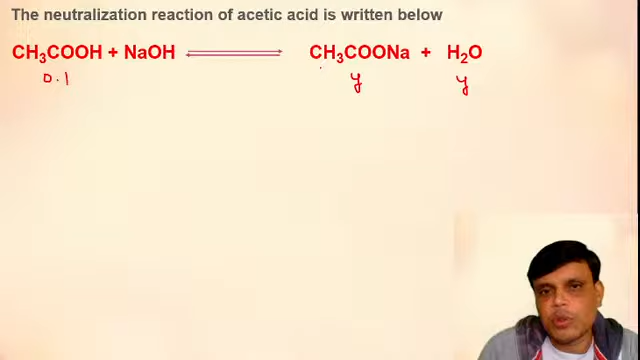 The neutralization reaction of acetic acid is written below
CH₃COOH + NaOH ⇌ CH₃COONa + H₂O
0.1 y y